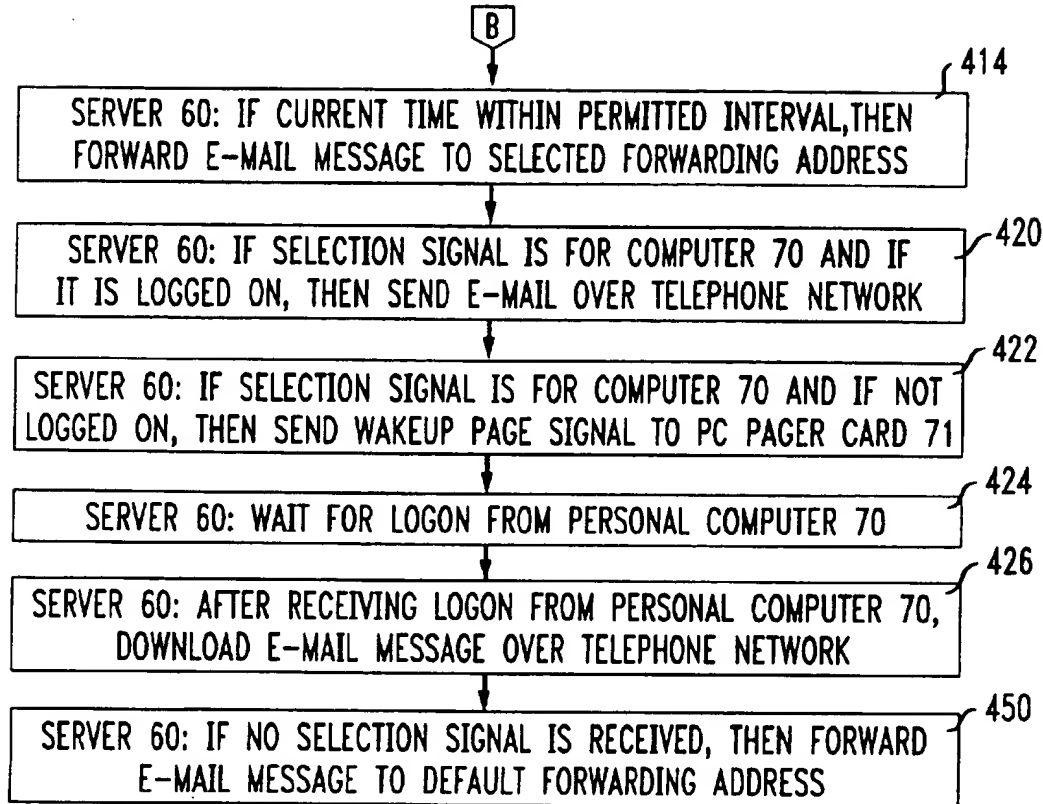 B
414
SERVER 60: IF CURRENT TIME WITHIN PERMITTED INTERVAL,THEN
FORWARD E-MAIL MESSAGE TO SELECTED FORWARDING ADDRESS
420
SERVER 60: IF SELECTION SIGNAL IS FOR COMPUTER 70 AND IF
IT IS LOGGED ON, THEN SEND E-MAIL OVER TELEPHONE NETWORK
422
SERVER 60: IF SELECTION SIGNAL IS FOR COMPUTER 70 AND IF NOT
LOGGED ON, THEN SEND WAKEUP PAGE SIGNAL TO PC PAGER CARD 71
424
SERVER 60: WAIT FOR LOGON FROM PERSONAL COMPUTER 70
426
SERVER 60: AFTER RECEIVING LOGON FROM PERSONAL COMPUTER 70,
DOWNLOAD E-MAIL MESSAGE OVER TELEPHONE NETWORK
450
SERVER 60: IF NO SELECTION SIGNAL IS RECEIVED, THEN FORWARD
E-MAIL MESSAGE TO DEFAULT FORWARDING ADDRESS